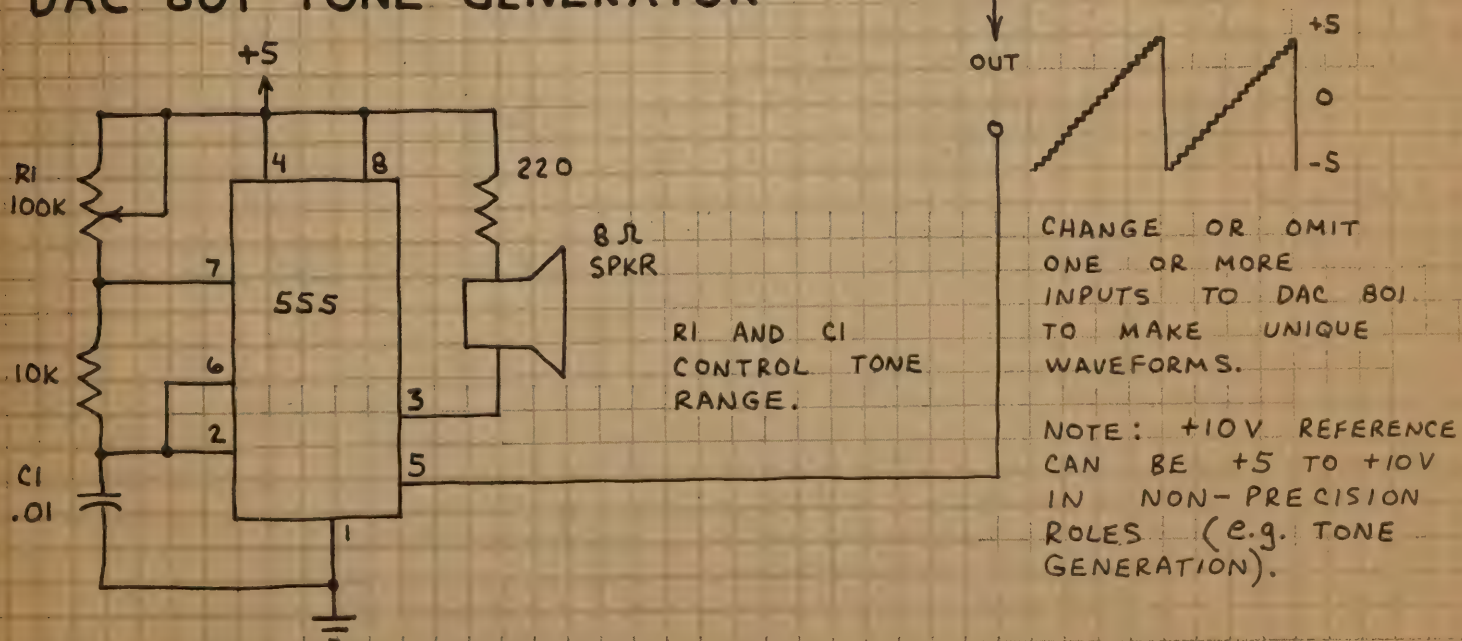 DAC 801 TONE GENERATOR
+5
OUT
+5
0
-5
R1
100K
4
8
220
7
8Ω
SPKR
555
10K
6
2
3
5
C1
.01
1
R1 AND C1
CONTROL TONE
RANGE.
CHANGE OR OMIT
ONE OR MORE
INPUTS TO DAC 801
TO MAKE UNIQUE
WAVEFORMS.
NOTE: +10V REFERENCE
CAN BE +5 TO +10V
IN NON-PRECISION
ROLES (e.g. TONE
GENERATION).